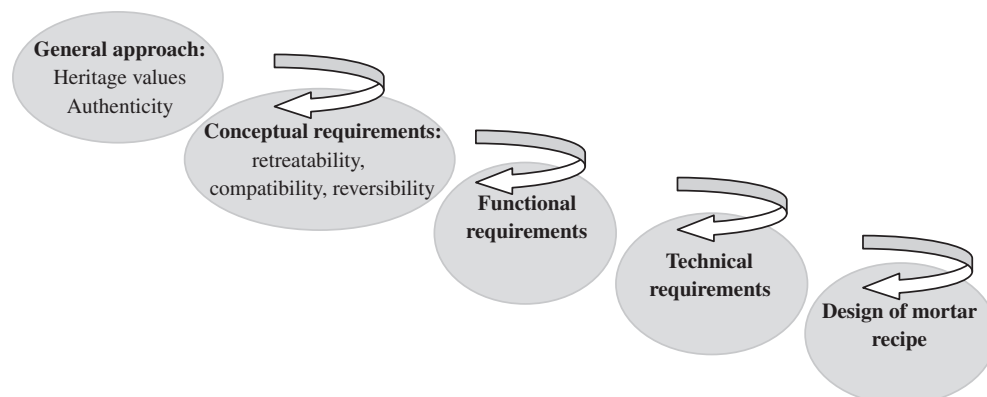 General approach:
Heritage values
Authenticity
Conceptual requirements:
retreatability,
compatibility, reversibility
Functional
requirements
Technical
requirements
Design of mortar
recipe